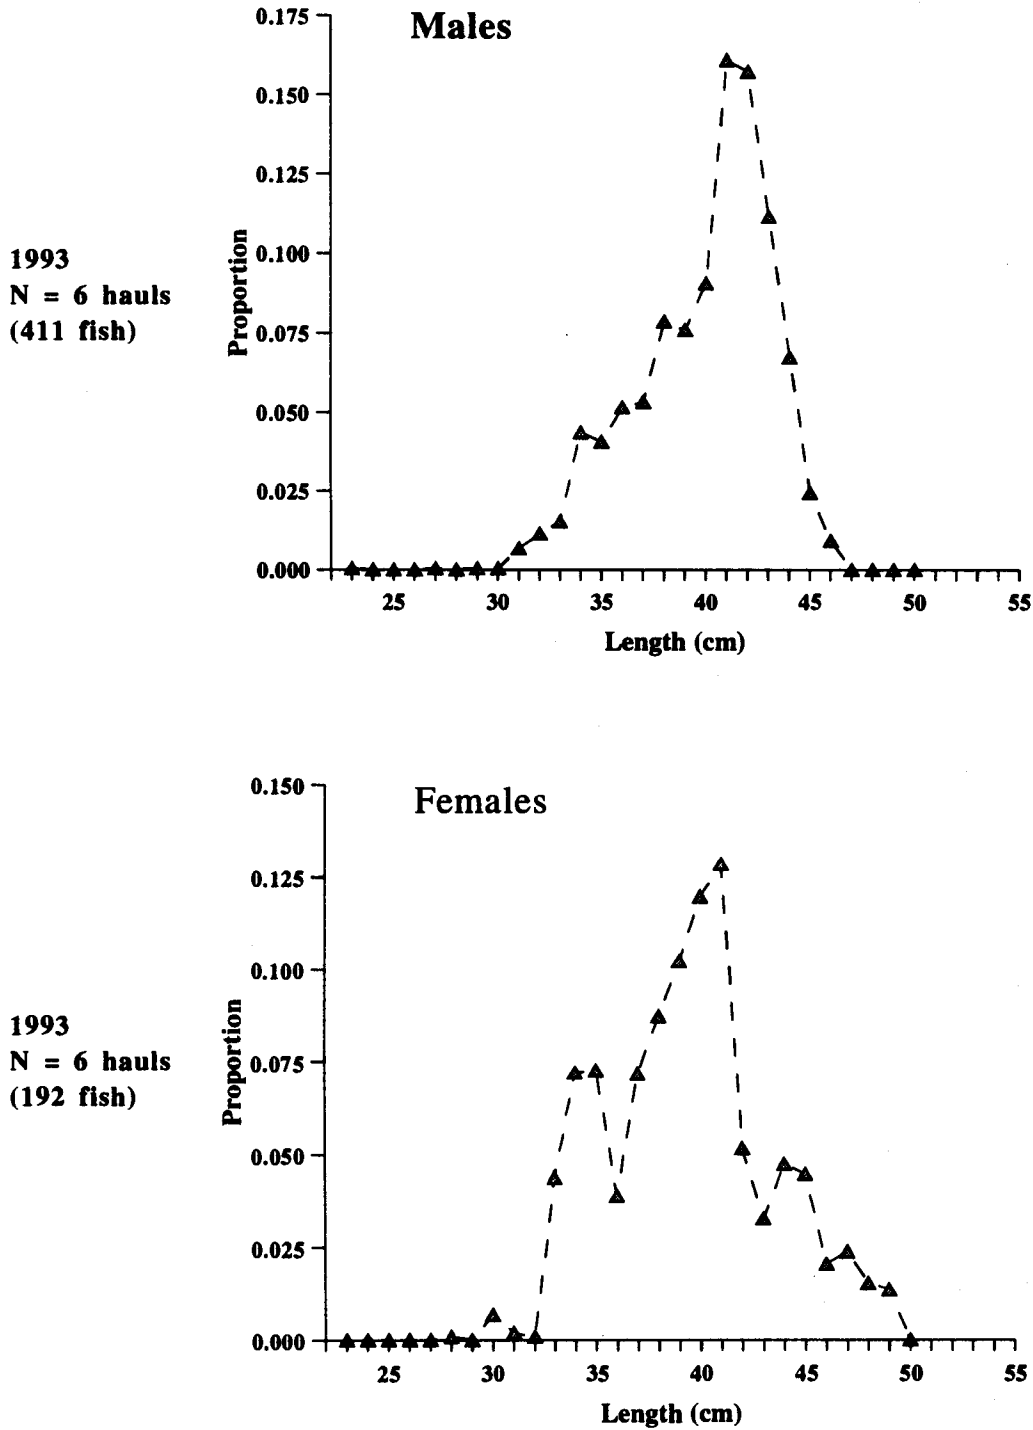 Males
0.175
0.150
0.125
0.100
0.075
0.050
0.025
0.000
Proportion
1993
N = 6 hauls
(411 fish)
25 30 35 40 45 50 55
Length (cm)
Females
0.150
0.125
0.100
0.075
0.050
0.025
0.000
Proportion
1993
N = 6 hauls
(192 fish)
25 30 35 40 45 50 55
Length (cm)